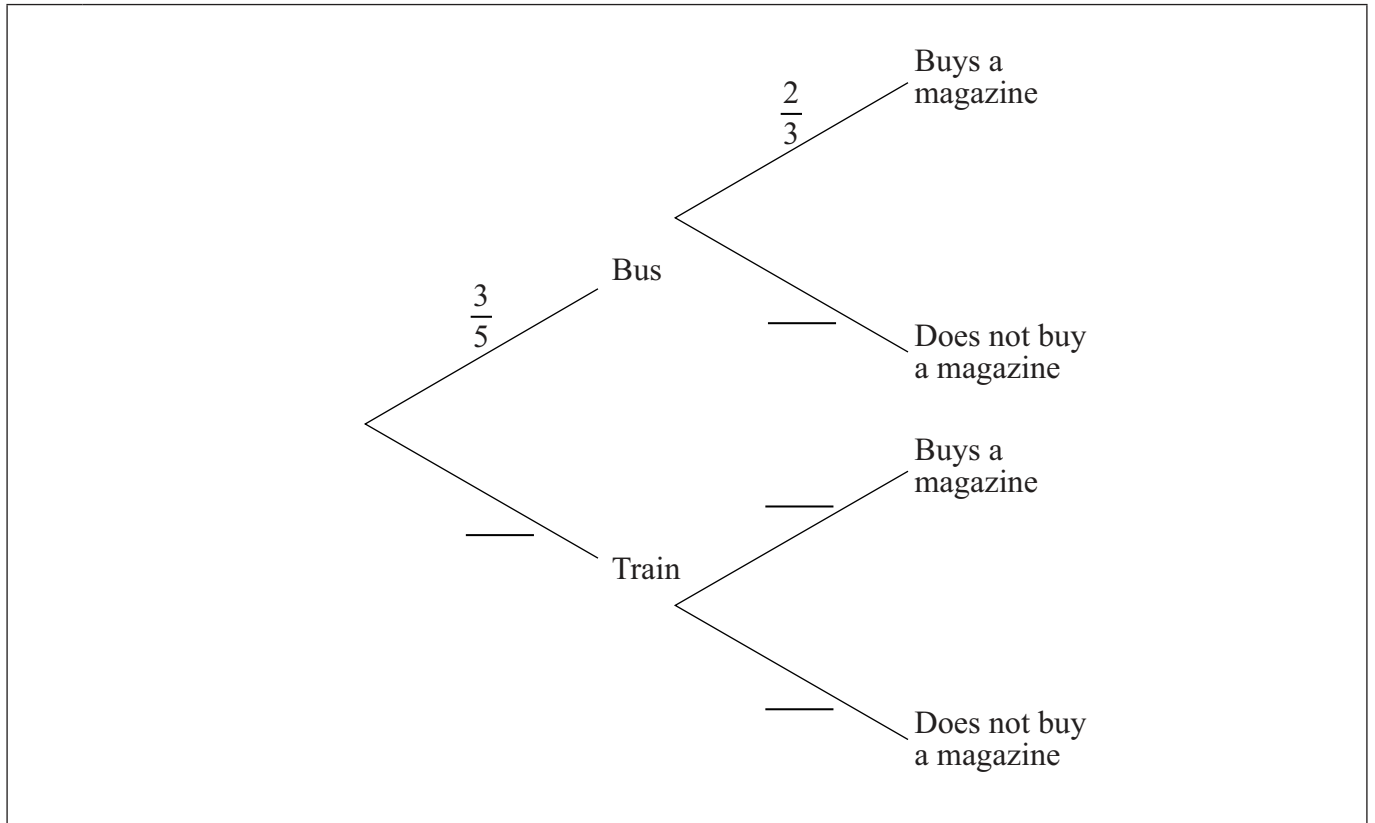 Buys a
magazine
2
3
Bus
3
5
Does not buy
a magazine
Buys a
magazine
Train
Does not buy
a magazine